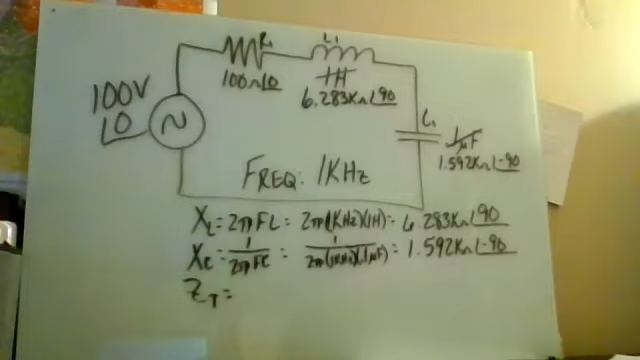 R1
L1
100Ω∠0
1H
100V
∠0
6.283KΩ∠90
C1
.1μF
1.592KΩ∠-90
FREQ: 1KHz
XL=2πFL=2π(1KHz)(1H)=6.283KΩ∠90
XC=1/2πFC=1/2π(1KHz)(.1μF)=1.592KΩ∠-90
ZT=